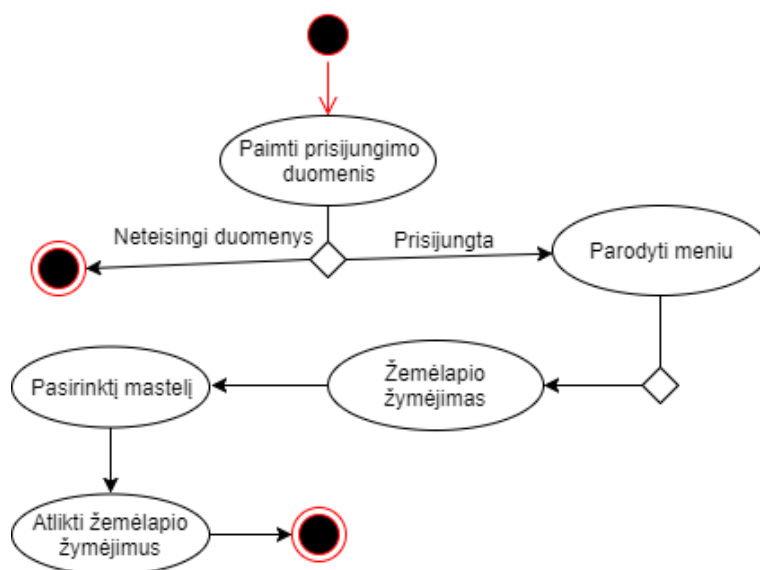 Paimti prisijungimo
duomenis
Neteisingi duomenys
Prisijungta
Parodyti meniu
Žemėlapio
žymėjimas
Pasirinktį mastelį
Atlikti žemėlapio
žymėjimus